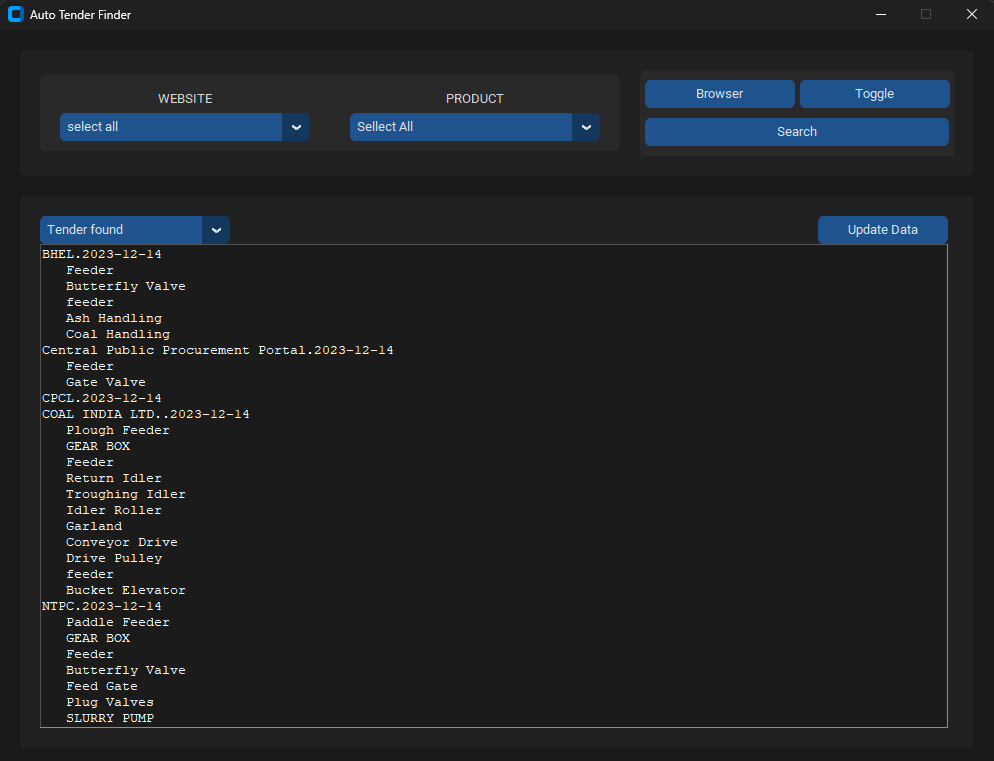 Auto Tender Finder
WEBSITE
PRODUCT
select all
Sellect All
Browser
Toggle
Search
Tender found
Update Data
BHEL.2023-12-14
Feeder
Butterfly Valve
feeder
Ash Handling
Coal Handling
Central Public Procurement Portal.2023-12-14
Feeder
Gate Valve
CPCL.2023-12-14
COAL INDIA LTD..2023-12-14
Plough Feeder
GEAR BOX
Feeder
Return Idler
Troughing Idler
Idler Roller
Garland
Conveyor Drive
Drive Pulley
feeder
Bucket Elevator
NTPC.2023-12-14
Paddle Feeder
GEAR BOX
Feeder
Butterfly Valve
Feed Gate
Plug Valves
SLURRY PUMP